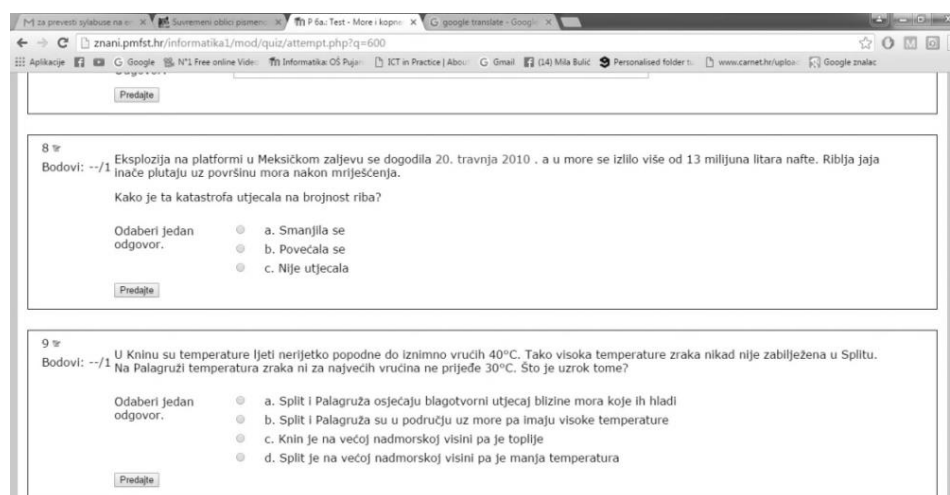 M za prevesti sylabuse na en
Suvremeni oblici pismeno
P 6a.: Test - More i kopne
G google translate - Google
znani.pmfst.hr/informatika1/mod/quiz/attempt.php?q=600
Aplikacije
G Google
N°1 Free online Video
Informatika: OŠ Pujan
ICT in Practice | Abou
G Gmail
(14) Mila Bulić
Personalised folder t
www.carnet.hr/uploa
Google znalac
Odgovor:
Predajte
8
Bodovi: --/1
Eksplozija na platformi u Meksičkom zaljevu se dogodila 20. travnja 2010 . a u more se izlilo više od 13 milijuna litara nafte. Riblja jaja
inače plutaju uz površinu mora nakon mriješćenja.
Kako je ta katastrofa utjecala na brojnost riba?
Odaberi jedan
odgovor.
a. Smanjila se
b. Povećala se
c. Nije utjecala
Predajte
9
Bodovi: --/1
U Kninu su temperature ljeti nerijetko popodne do iznimno vrućih 40°C. Tako visoka temperature zraka nikad nije zabilježena u Splitu.
Na Palagruži temperatura zraka ni za najvećih vrućina ne prijeđe 30°C. Što je uzrok tome?
Odaberi jedan
odgovor.
a. Split i Palagruža osjećaju blagotvorni utjecaj blizine mora koje ih hladi
b. Split i Palagruža su u području uz more pa imaju visoke temperature
c. Knin je na većoj nadmorskoj visini pa je toplije
d. Split je na većoj nadmorskoj visini pa je manja temperatura
Predajte